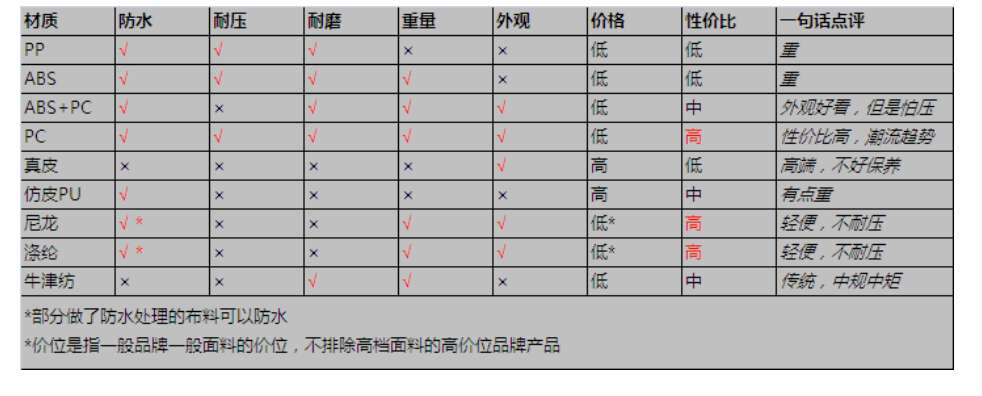 材质 防水 耐压 耐磨 重量 外观 价格 性价比 一句话点评
PP √ √ √ × × 低 低 重
ABS √ √ √ √ × 低 低 重
ABS+PC √ × √ √ √ 低 中 外观好看，但是怕压
PC √ √ √ √ √ 低 高 性价比高，潮流趋势
真皮 × × × × √ 高 低 高端，不好保养
仿皮PU √ × × × × 高 中 有点重
尼龙 √ * × × √ √ 低* 高 轻便，不耐压
涤纶 √ * × × √ √ 低* 高 轻便，不耐压
牛津纺 × × √ √ × 低 中 传统，中规中矩
*部分做了防水处理的布料可以防水
*价位是指一般品牌一般面料的价位，不排除高档面料的高价位品牌产品